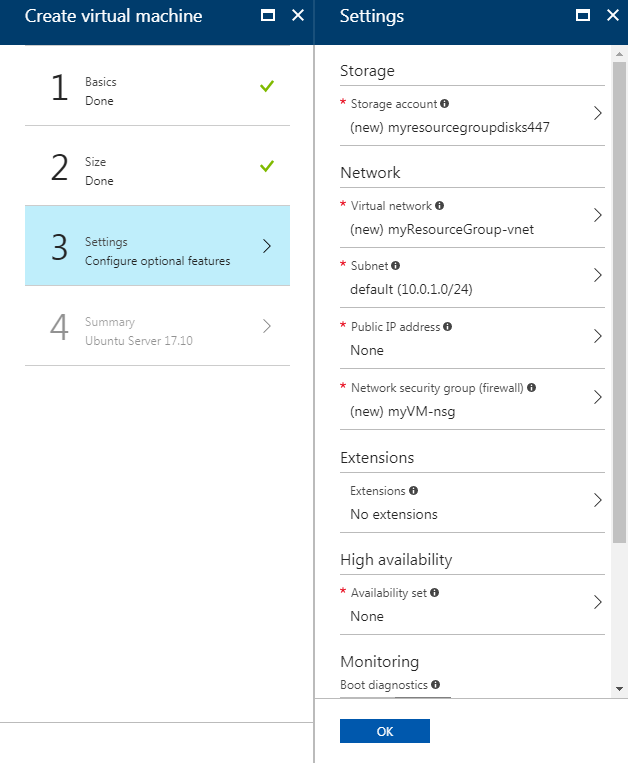 Create virtual machine
1
Basics
Done
2
Size
Done
3
Settings
Configure optional features
4
Summary
Ubuntu Server 17.10
Settings
Storage
* Storage account
(new) myresourcegroupdisks447
Network
* Virtual network
(new) myResourceGroup-vnet
* Subnet
default (10.0.1.0/24)
* Public IP address
None
* Network security group (firewall)
(new) myVM-nsg
Extensions
Extensions
No extensions
High availability
* Availability set
None
Monitoring
Boot diagnostics
OK